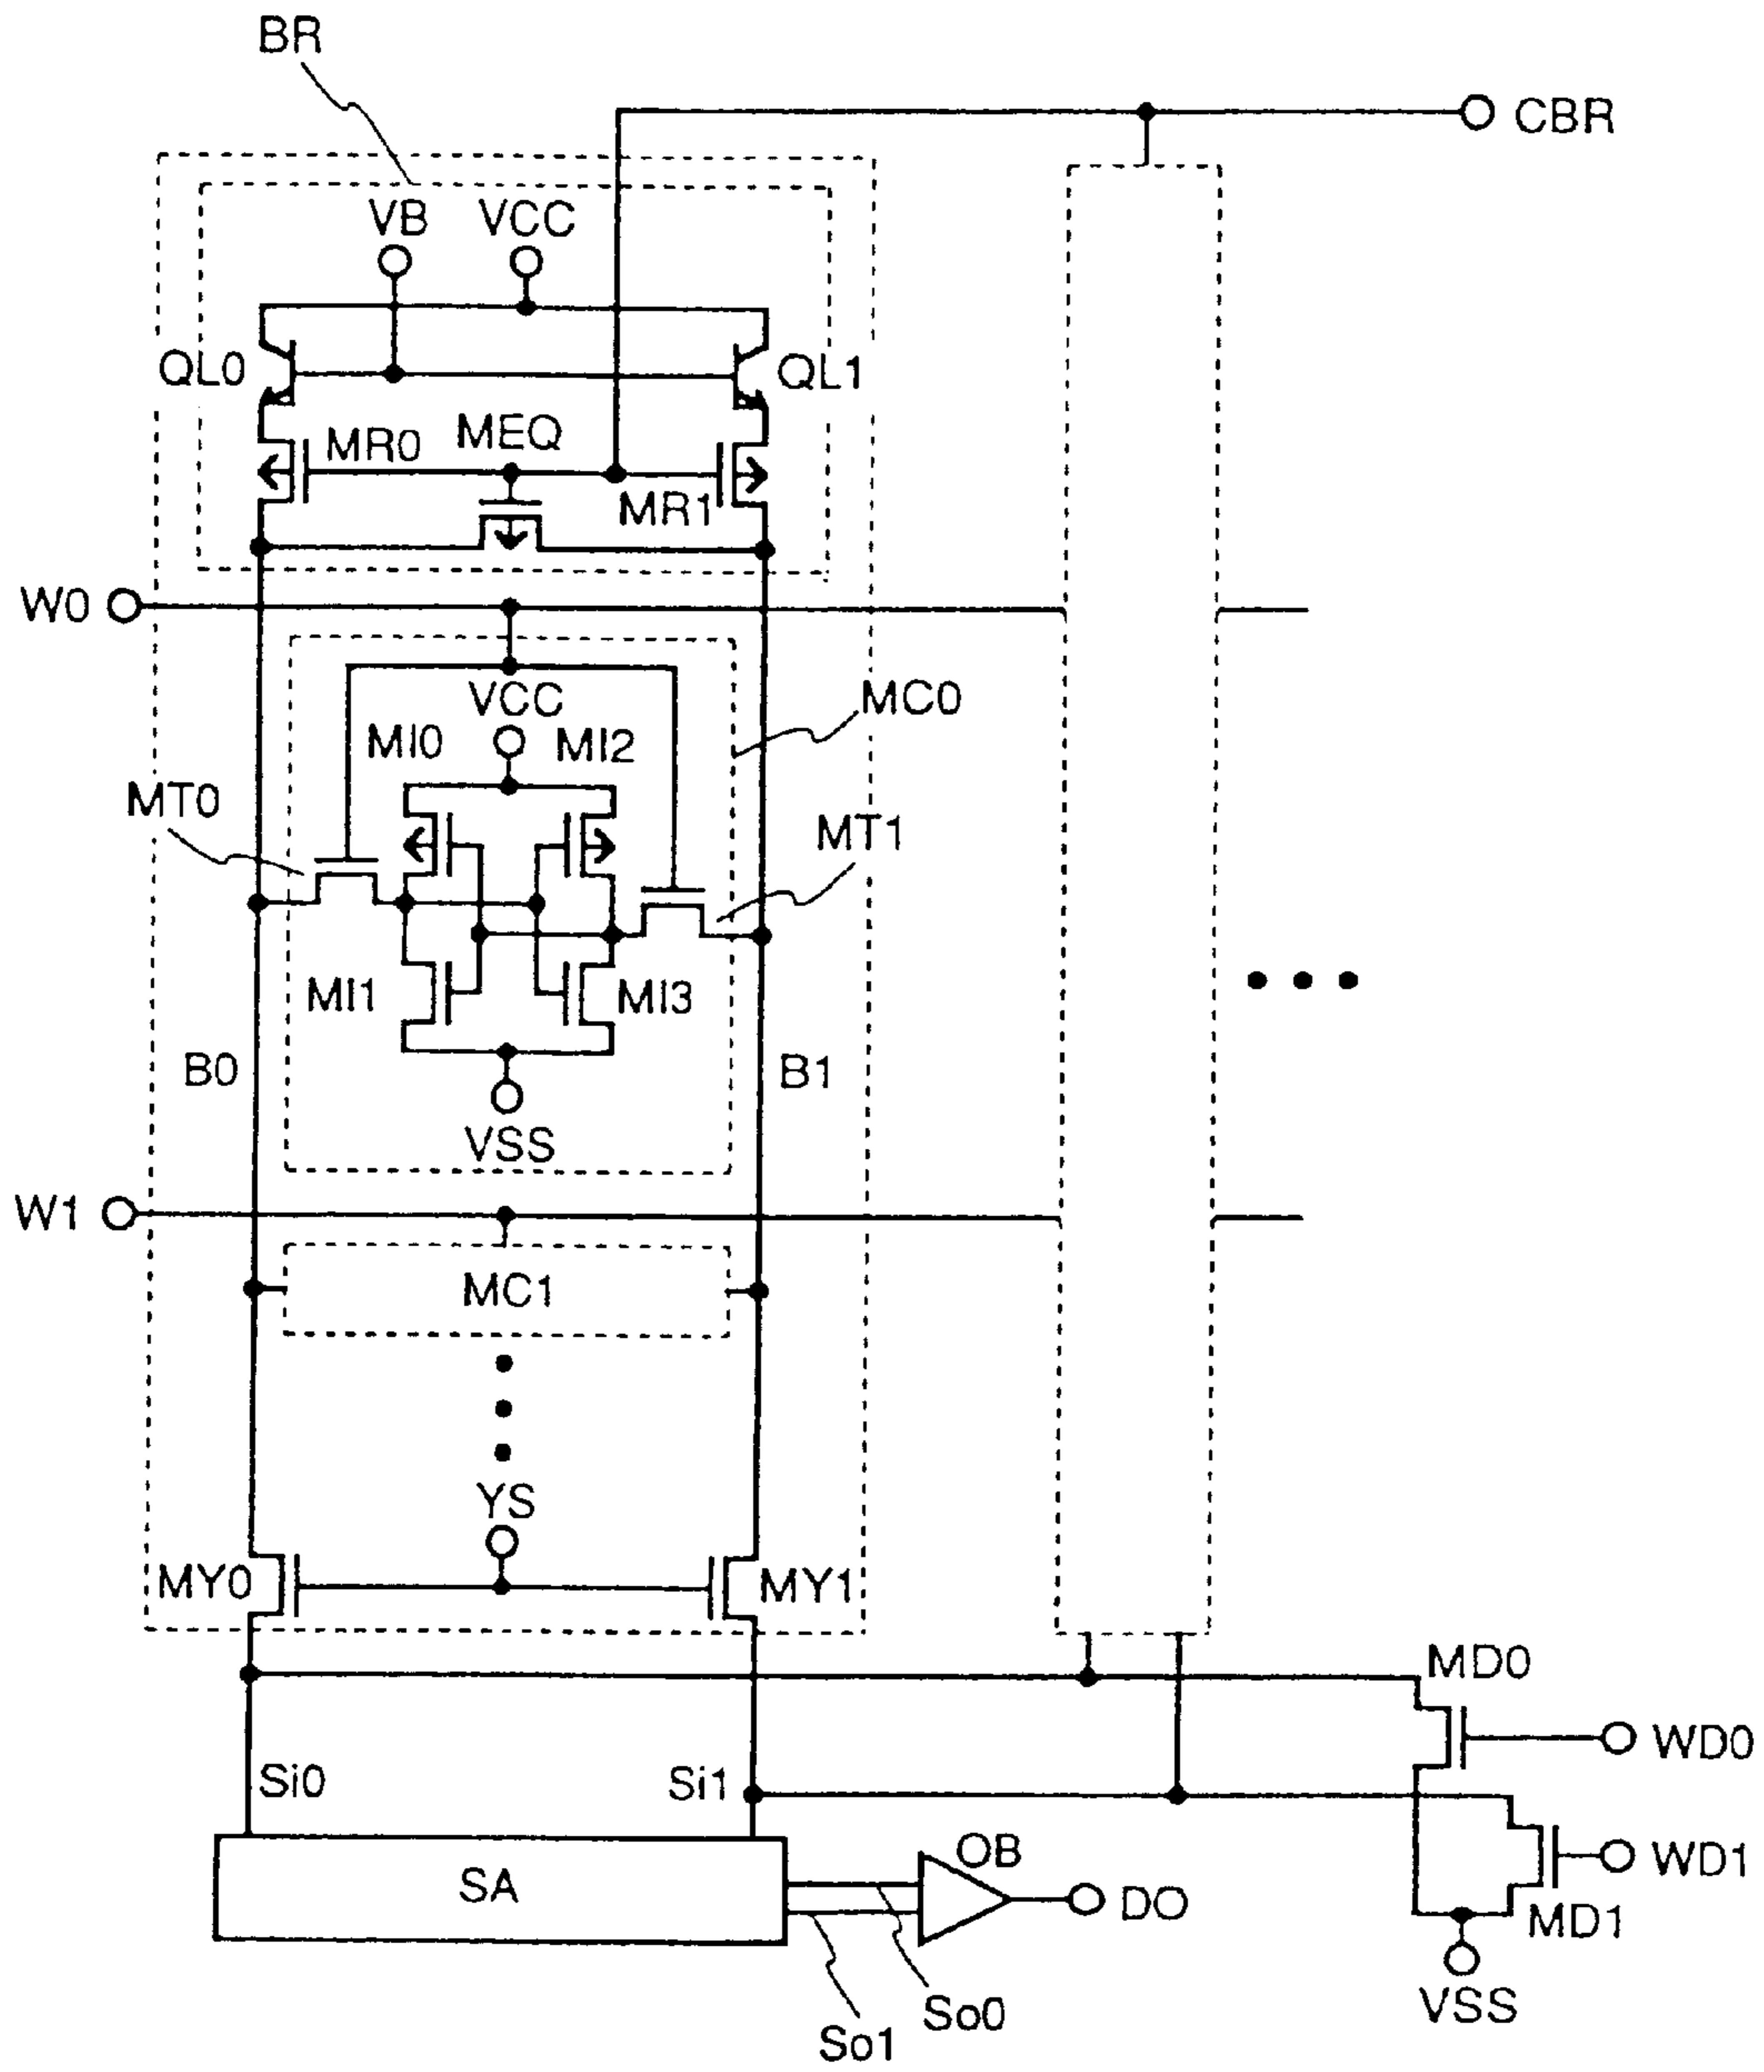 BR
CBR
VB VCC
QL0 QL1
MR0 MEQ
MR1
W0
VCC MC0
MI0 MI2
MT0 MT1
MI1 MI3
B0 B1
VSS
W1
MC1
YS
MY0 MY1
MD0
WD0
Si0 Si1
OB
WD1
SA DO
MD1
So0 VSS
So1